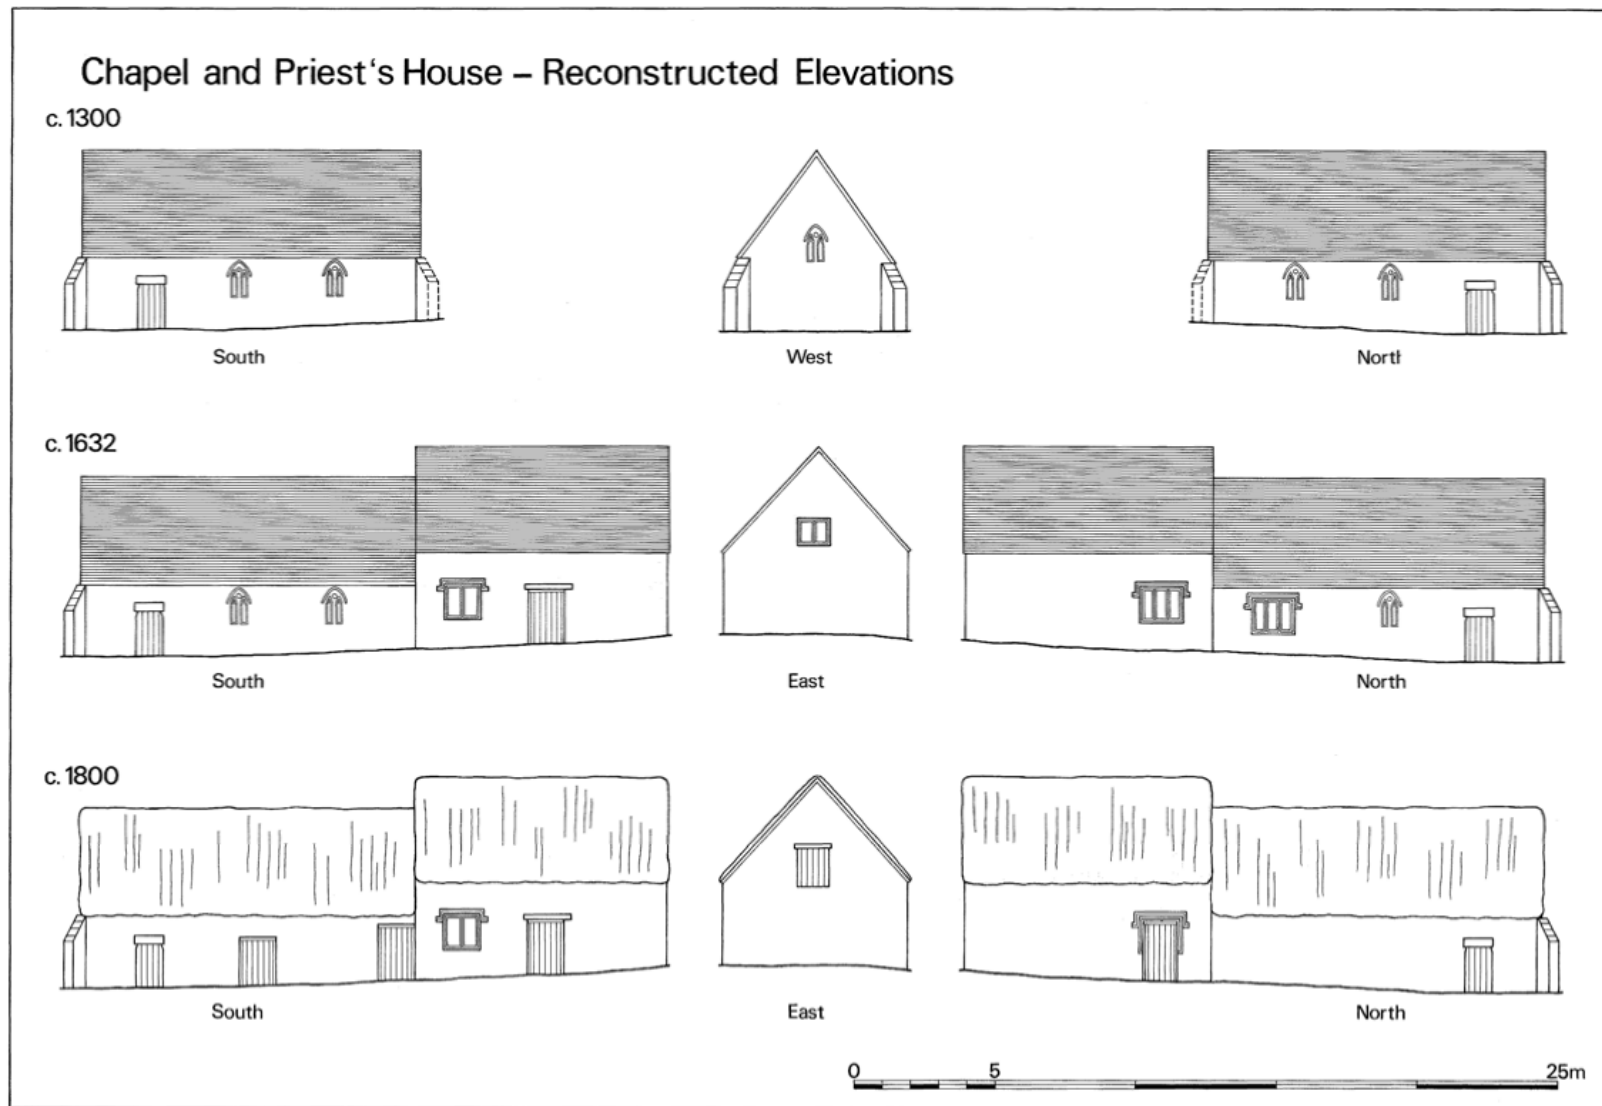 Chapel and Priest‘s House – Reconstructed Elevations
c. 1300
South
West
North
c. 1632
South
East
North
c. 1800
South
East
North
0 5 25m